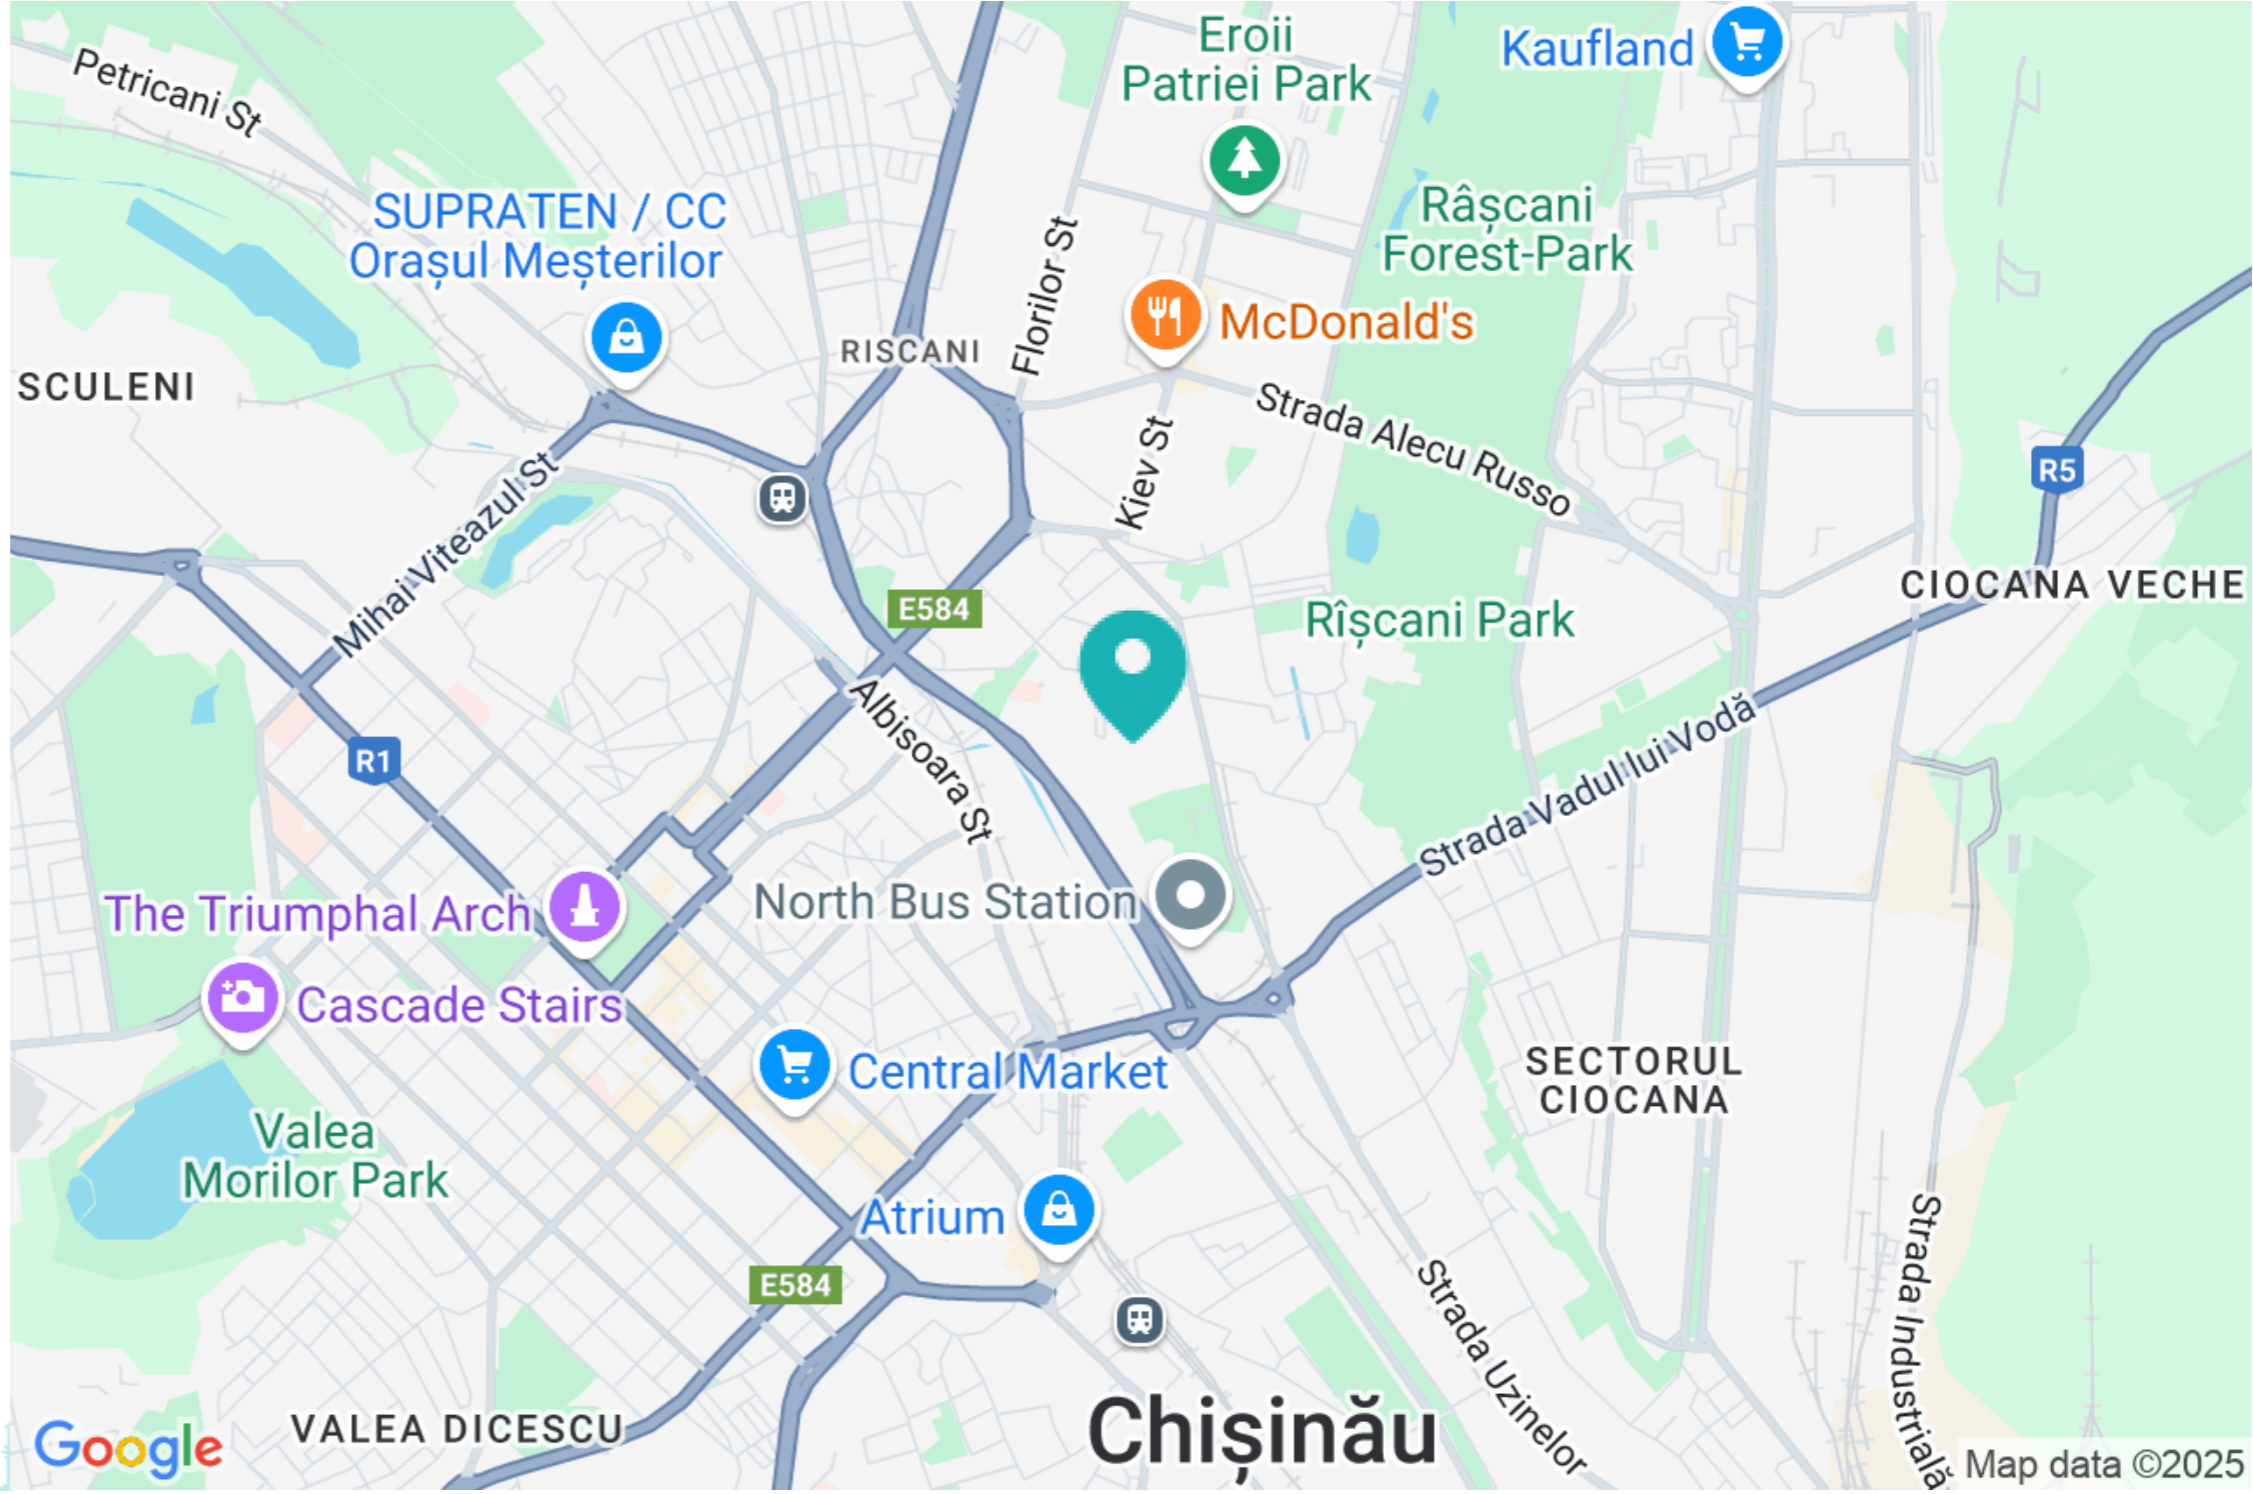 Eroii
Patriei Park
Kaufland
Petricani St
SUPRATEN / CC
Orașul Meșterilor
Râșcani
Forest-Park
Florilor St
McDonald's
RISCANI
SCULENI
Strada Alecu Russo
Kiev St
R5
Mihai Viteazul St
CIOCANA VECHE
E584
Rîșcani Park
Albisoara St
Strada Vadul lui Vodă
R1
The Triumphal Arch
North Bus Station
Cascade Stairs
Central Market
SECTORUL
CIOCANA
Valea
Morilor Park
Atrium
E584
Strada Uzinelor
Strada Industrială
VALEA DICESCU
Chișinău
Google
Map data ©2025